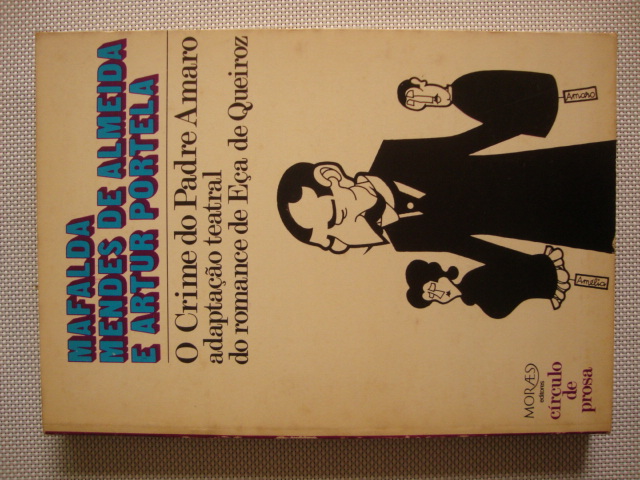 MAFALDA
MENDES DE ALMEIDA
E ARTUR PORTELA
O Crime do Padre Amaro
adaptação teatral
do romance de Eça de Queiroz
Amaro
Amélia
MORÆS
editores
círculo
de
prosa